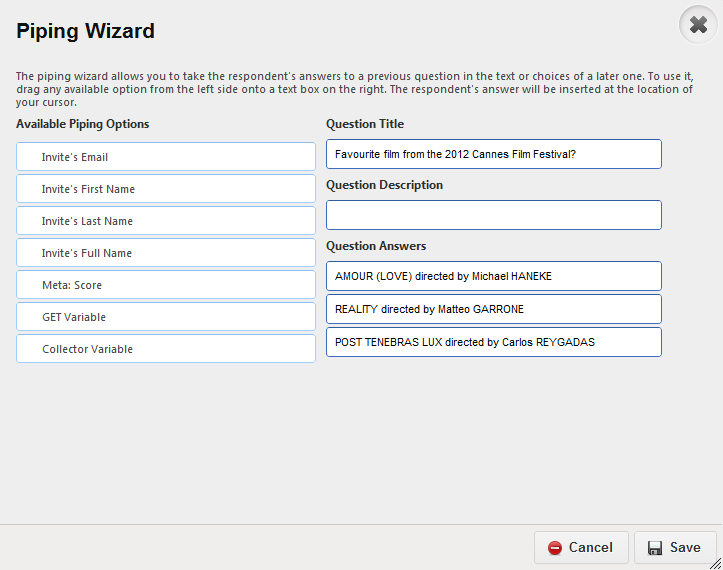 Piping Wizard
The piping wizard allows you to take the respondent's answers to a previous question in the text or choices of a later one. To use it,
drag any available option from the left side onto a text box on the right. The respondent's answer will be inserted at the location of
your cursor.
Available Piping Options
Invite's Email
Invite's First Name
Invite's Last Name
Invite's Full Name
Meta: Score
GET Variable
Collector Variable
Question Title
Favourite film from the 2012 Cannes Film Festival?
Question Description
Question Answers
AMOUR (LOVE) directed by Michael HANEKE
REALITY directed by Matteo GARRONE
POST TENEBRAS LUX directed by Carlos REYGADAS
Cancel
Save